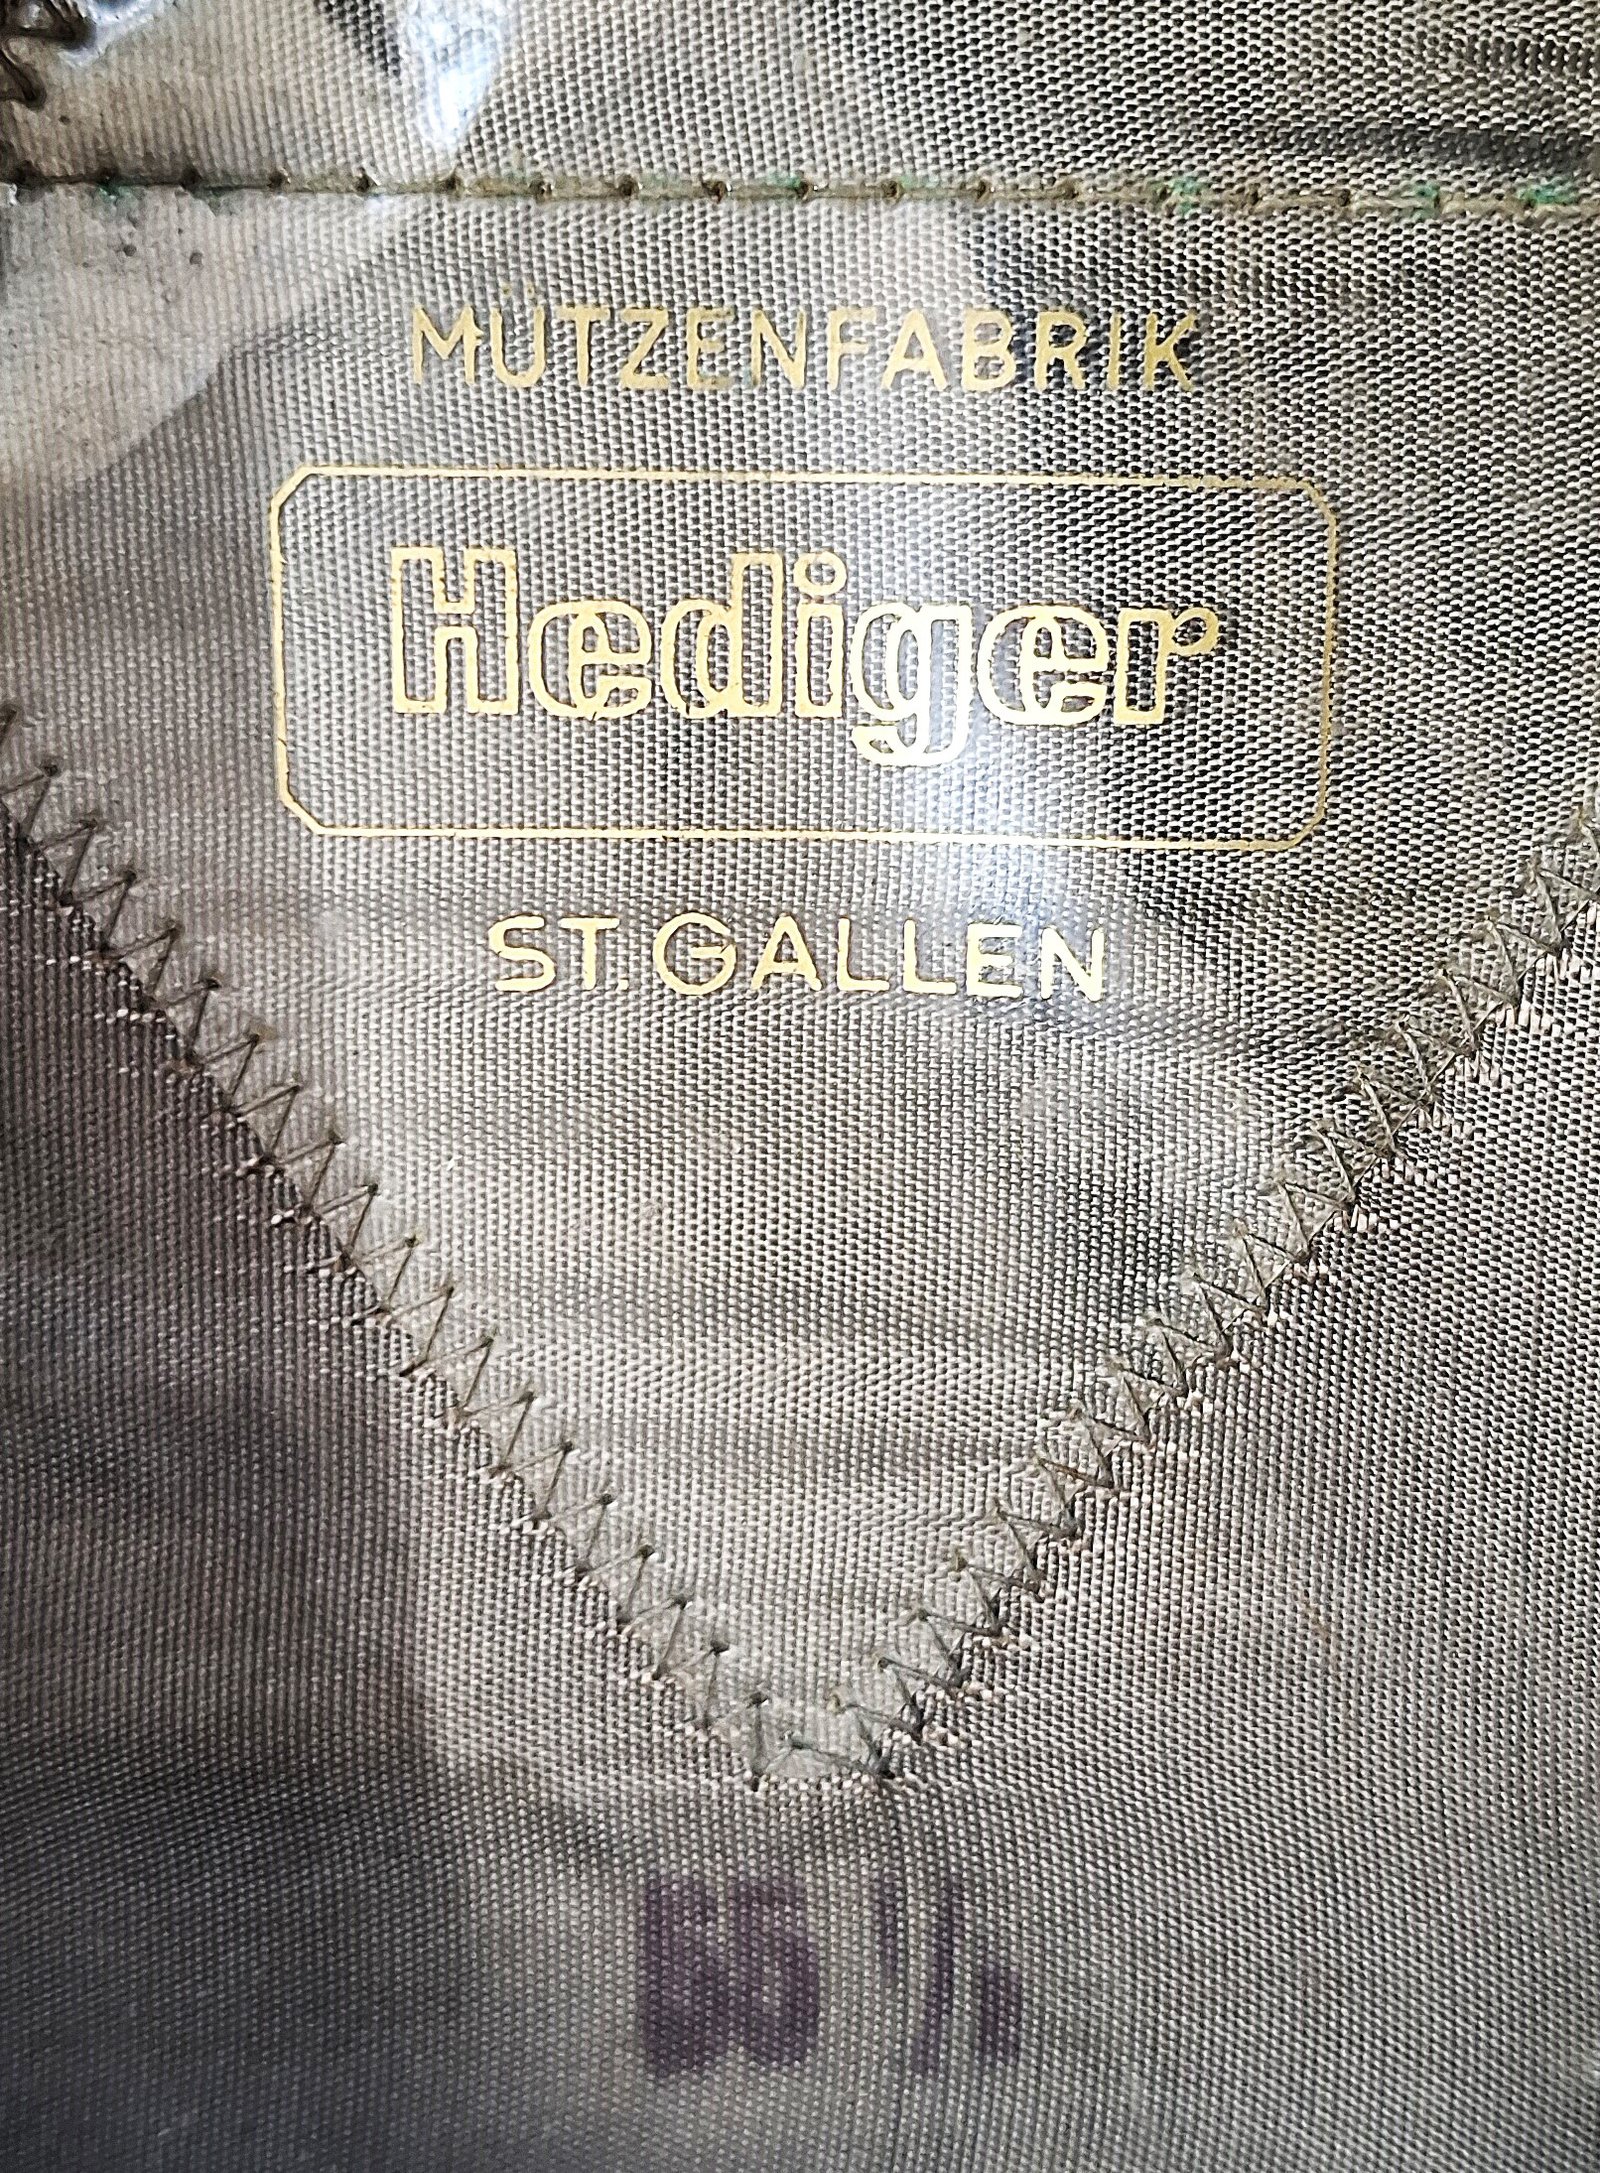 MÜTZENFABRIK
Hediger
ST. GALLEN